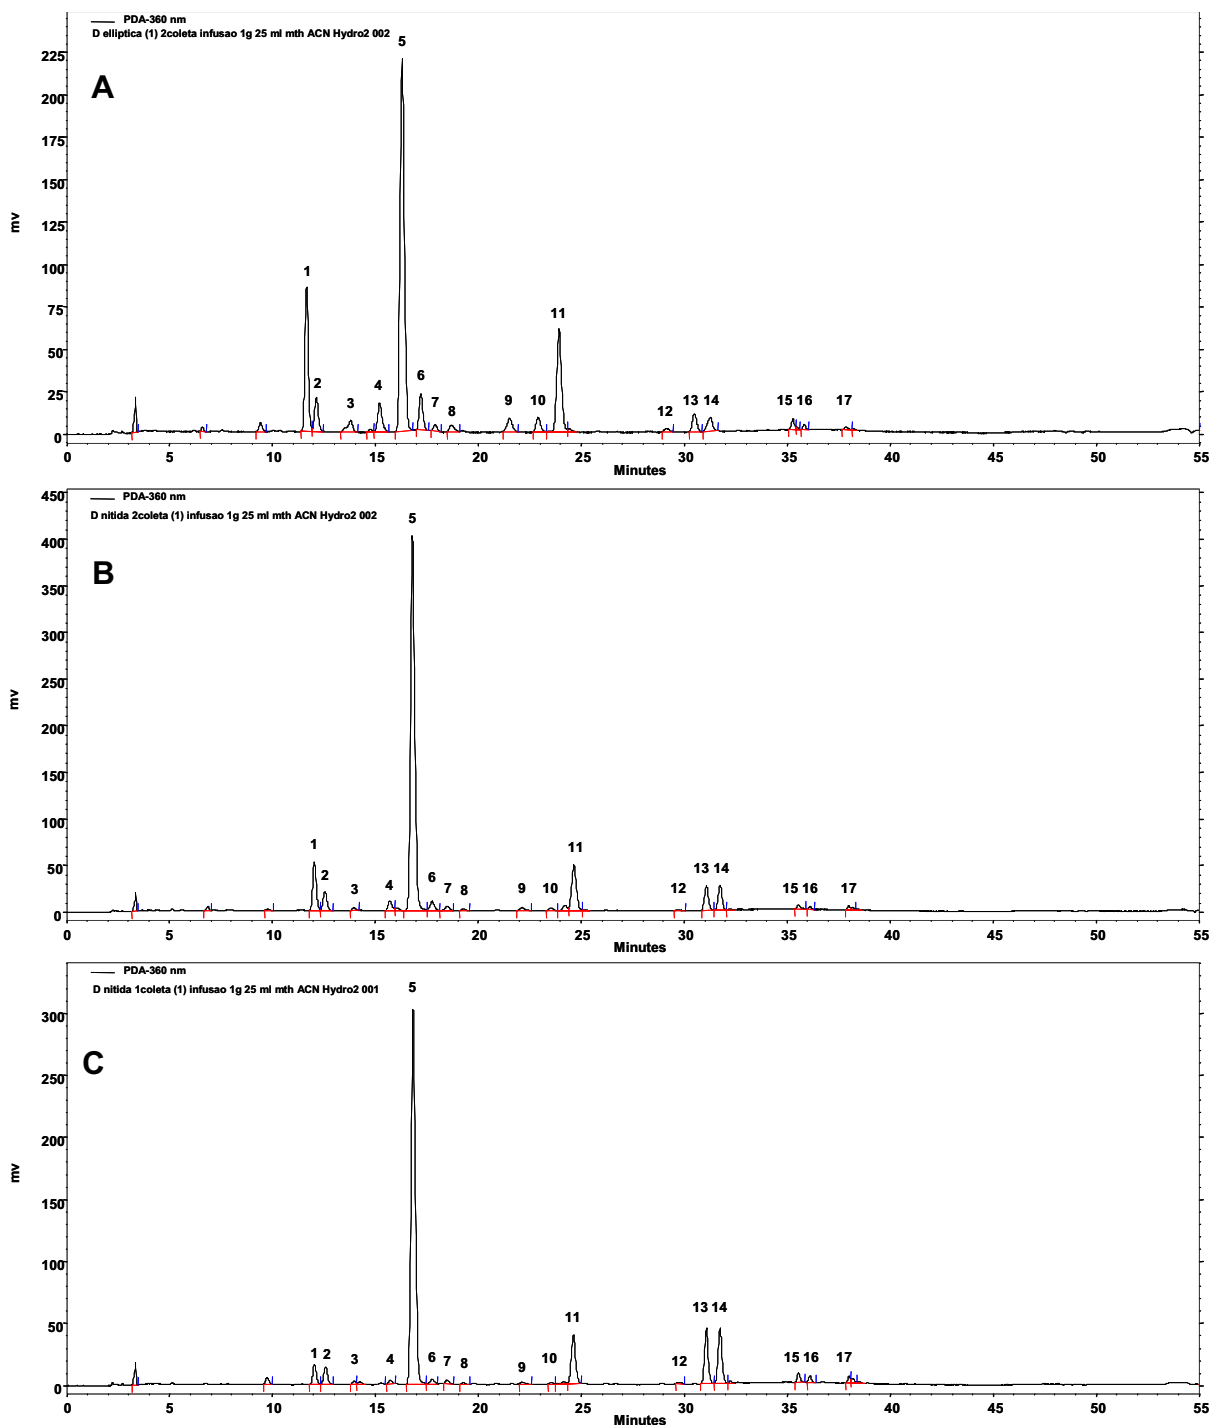 PDA-360 nm
D elliptica (1) 2coleta infusao 1g 25 ml mth ACN Hydro2 002
A
mv
225
200
175
150
125
100
75
50
25
0
1 2 3 4 5 6 7 8 9 10 11 12 13 14 15 16 17
0 5 10 15 20 25 30 35 40 45 50 55
Minutes
PDA-360 nm
D nitida 2coleta (1) infusao 1g 25 ml mth ACN Hydro2 002
B
mv
450
400
350
300
250
200
150
100
50
0
1 2 3 4 5 6 7 8 9 10 11 12 13 14 15 16 17
0 5 10 15 20 25 30 35 40 45 50 55
Minutes
PDA-360 nm
D nitida 1coleta (1) infusao 1g 25 ml mth ACN Hydro2 001
C
mv
300
250
200
150
100
50
0
1 2 3 4 5 6 7 8 9 10 11 12 13 14 15 16 17
0 5 10 15 20 25 30 35 40 45 50 55
Minutes